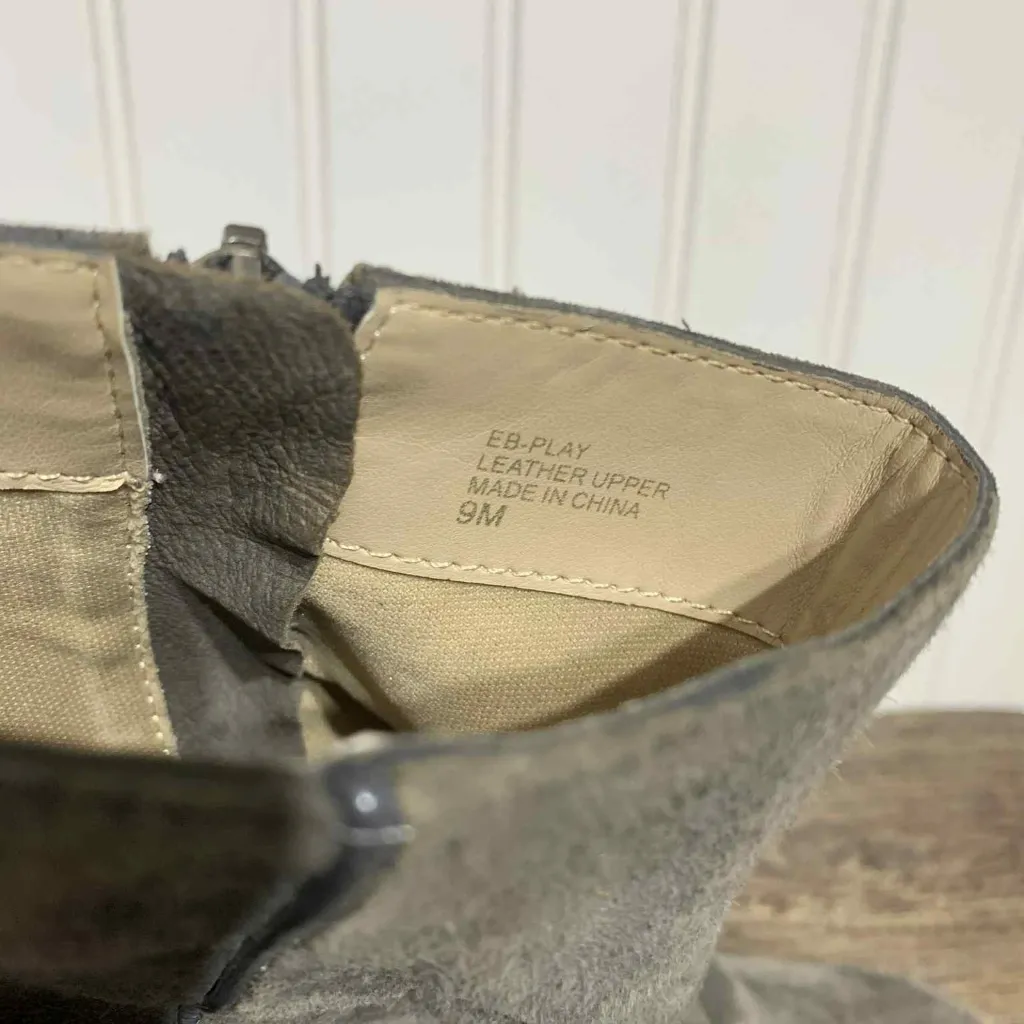 EB-PLAY
LEATHER UPPER
MADE IN CHINA
9M